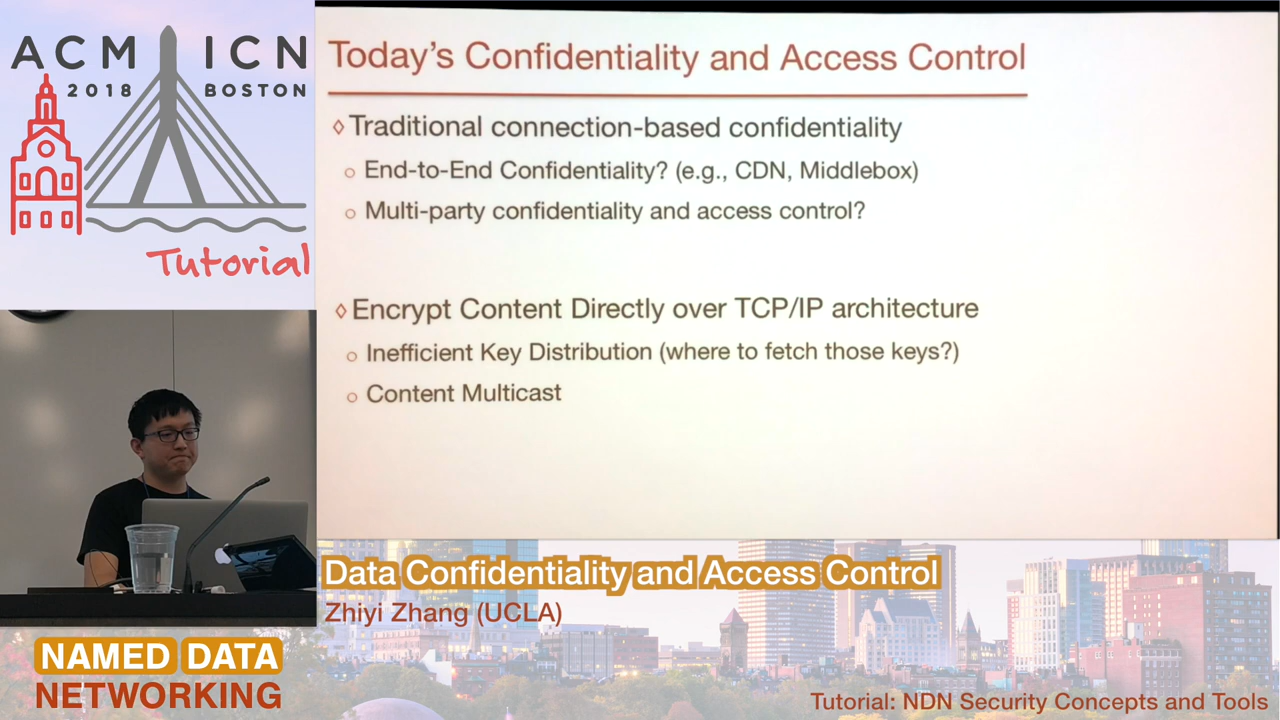 ACM ICN
2018 BOSTON
Tutorial
Today's Confidentiality and Access Control
◊ Traditional connection-based confidentiality
○ End-to-End Confidentiality? (e.g., CDN, Middlebox)
○ Multi-party confidentiality and access control?
◊ Encrypt Content Directly over TCP/IP architecture
○ Inefficient Key Distribution (where to fetch those keys?)
○ Content Multicast
Data Confidentiality and Access Control
Zhiyi Zhang (UCLA)
NAMED DATA
NETWORKING
Tutorial: NDN Security Concepts and Tools